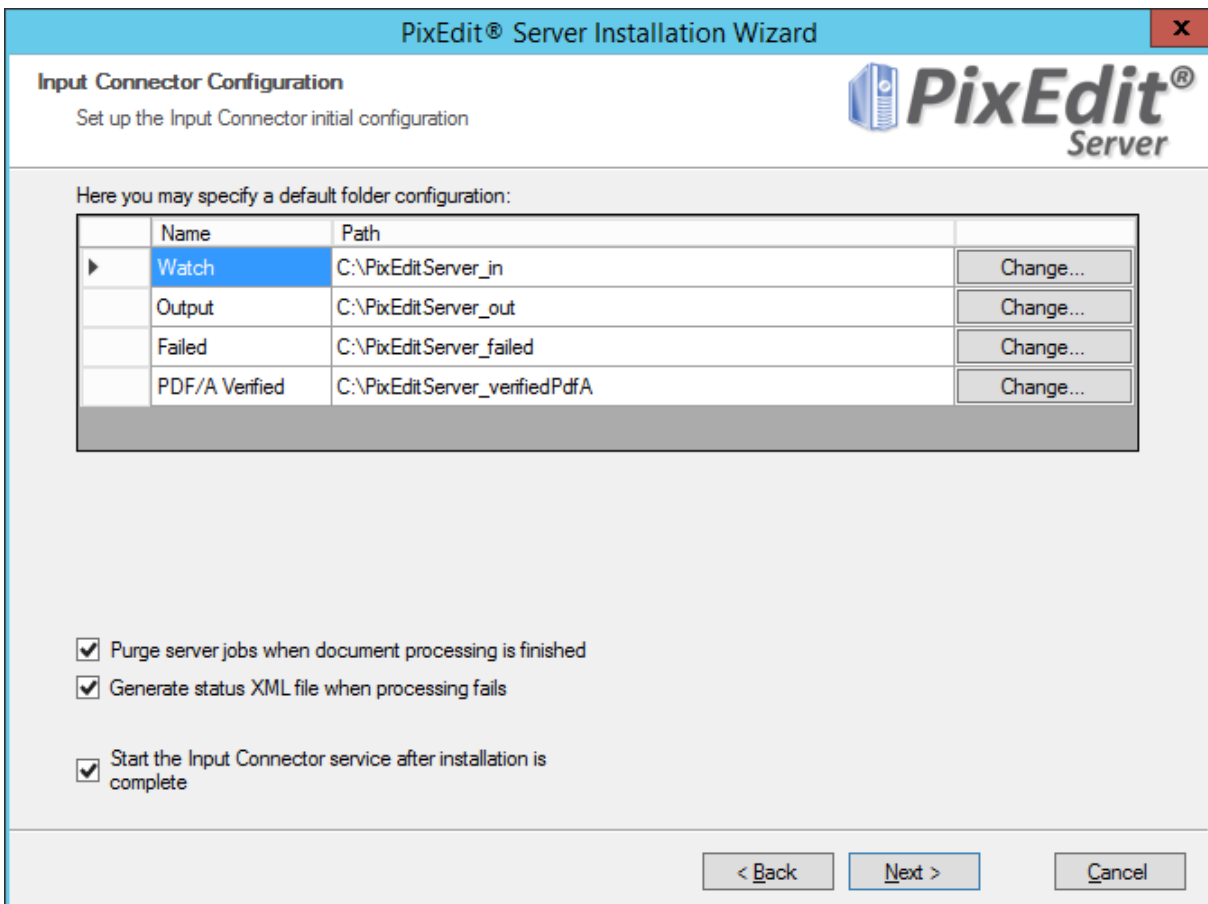 PixEdit® Server Installation Wizard
x
Input Connector Configuration
Set up the Input Connector initial configuration
PixEdit®
Server
Here you may specify a default folder configuration:
Name Path
Watch C:\PixEditServer_in Change...
Output C:\PixEditServer_out Change...
Failed C:\PixEditServer_failed Change...
PDF/A Verified C:\PixEditServer_verifiedPdfA Change...
Purge server jobs when document processing is finished
Generate status XML file when processing fails
Start the Input Connector service after installation is
complete
< Back Next > Cancel